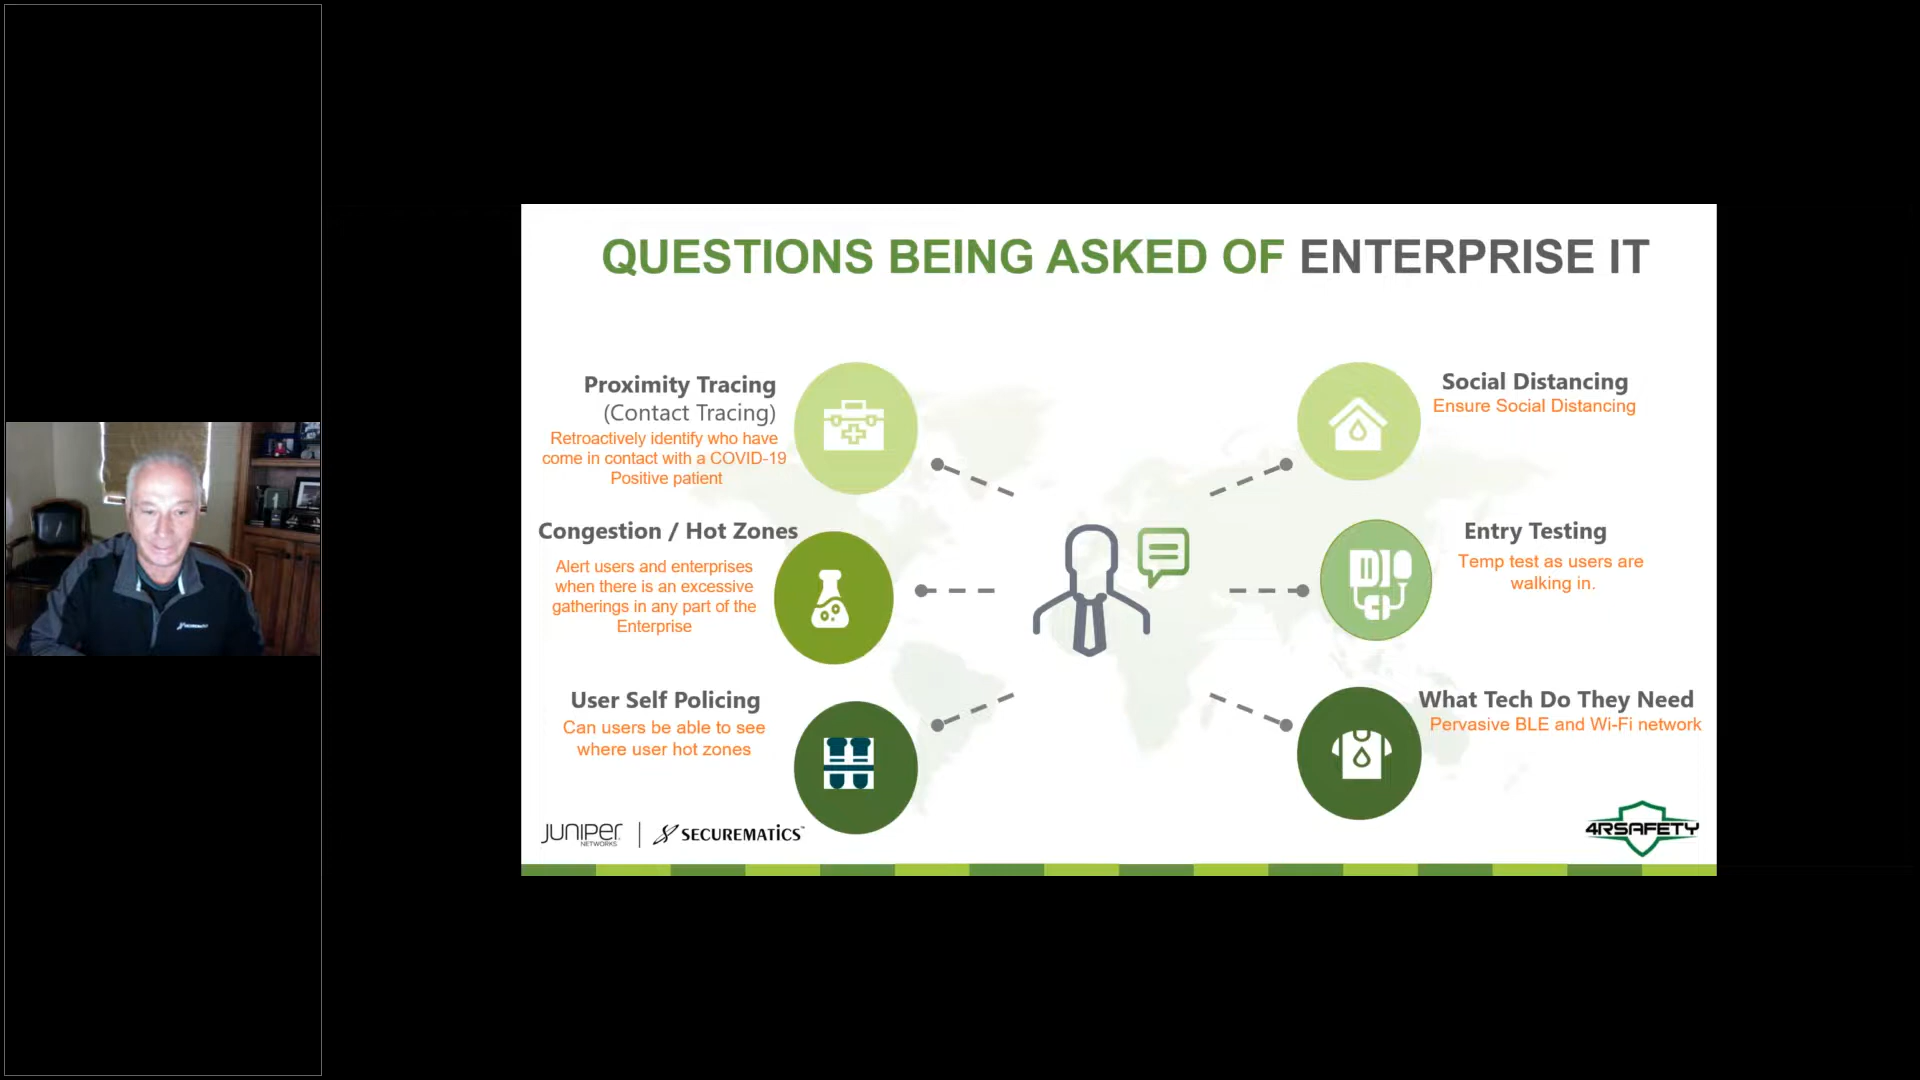 QUESTIONS BEING ASKED OF ENTERPRISE IT
Proximity Tracing
(Contact Tracing)
Retroactively identify who have
come in contact with a COVID-19
Positive patient
Congestion / Hot Zones
Alert users and enterprises
when there is an excessive
gatherings in any part of the
Enterprise
User Self Policing
Can users be able to see
where user hot zones
Social Distancing
Ensure Social Distancing
Entry Testing
Temp test as users are
walking in.
What Tech Do They Need
Pervasive BLE and Wi-Fi network
JUNIPER
NETWORKS
SECUREMATICS™
4RSAFETY